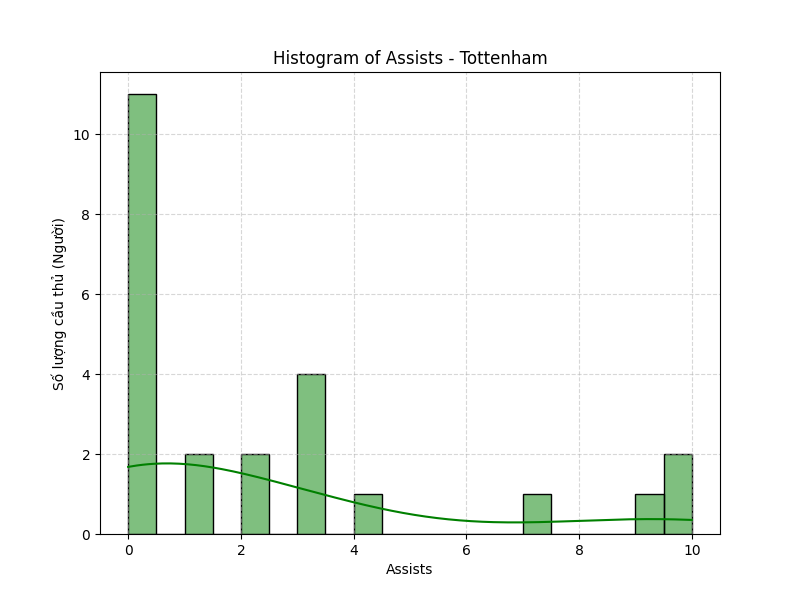 Histogram of Assists - Tottenham
Số lượng cầu thủ (Người)
10
8
6
4
2
0
0 2 4 6 8 10
Assists